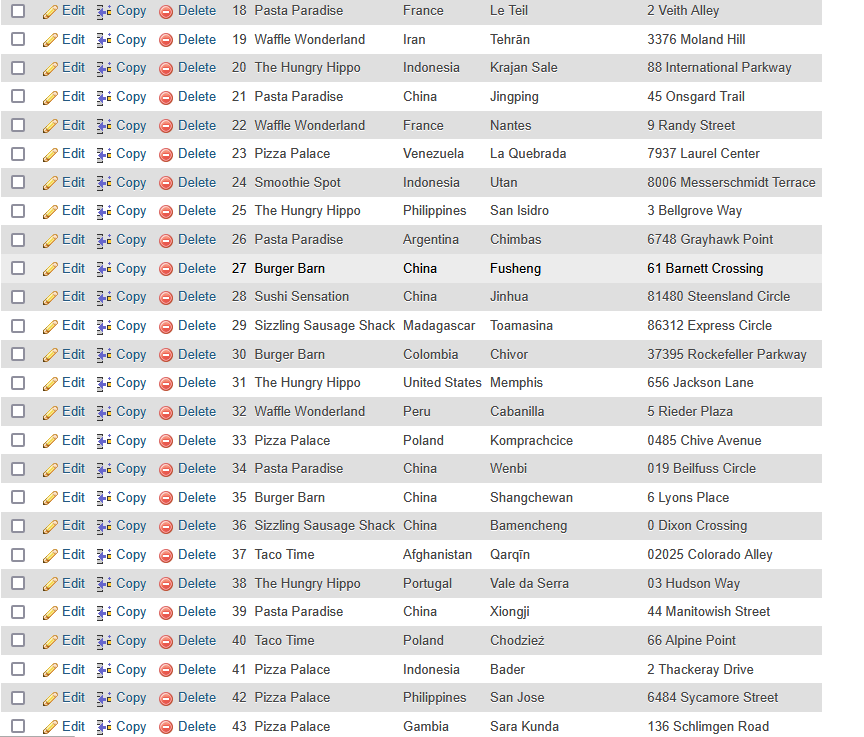 Edit Copy Delete 18 Pasta Paradise France Le Teil 2 Veith Alley
Edit Copy Delete 19 Waffle Wonderland Iran Tehrān 3376 Moland Hill
Edit Copy Delete 20 The Hungry Hippo Indonesia Krajan Sale 88 International Parkway
Edit Copy Delete 21 Pasta Paradise China Jingping 45 Onsgard Trail
Edit Copy Delete 22 Waffle Wonderland France Nantes 9 Randy Street
Edit Copy Delete 23 Pizza Palace Venezuela La Quebrada 7937 Laurel Center
Edit Copy Delete 24 Smoothie Spot Indonesia Utan 8006 Messerschmidt Terrace
Edit Copy Delete 25 The Hungry Hippo Philippines San Isidro 3 Bellgrove Way
Edit Copy Delete 26 Pasta Paradise Argentina Chimbas 6748 Grayhawk Point
Edit Copy Delete 27 Burger Barn China Fusheng 61 Barnett Crossing
Edit Copy Delete 28 Sushi Sensation China Jinhua 81480 Steensland Circle
Edit Copy Delete 29 Sizzling Sausage Shack Madagascar Toamasina 86312 Express Circle
Edit Copy Delete 30 Burger Barn Colombia Chivor 37395 Rockefeller Parkway
Edit Copy Delete 31 The Hungry Hippo United States Memphis 656 Jackson Lane
Edit Copy Delete 32 Waffle Wonderland Peru Cabanilla 5 Rieder Plaza
Edit Copy Delete 33 Pizza Palace Poland Komprachcice 0485 Chive Avenue
Edit Copy Delete 34 Pasta Paradise China Wenbi 019 Beilfuss Circle
Edit Copy Delete 35 Burger Barn China Shangchewan 6 Lyons Place
Edit Copy Delete 36 Sizzling Sausage Shack China Bamencheng 0 Dixon Crossing
Edit Copy Delete 37 Taco Time Afghanistan Qarqīn 02025 Colorado Alley
Edit Copy Delete 38 The Hungry Hippo Portugal Vale da Serra 03 Hudson Way
Edit Copy Delete 39 Pasta Paradise China Xiongji 44 Manitowish Street
Edit Copy Delete 40 Taco Time Poland Chodzież 66 Alpine Point
Edit Copy Delete 41 Pizza Palace Indonesia Bader 2 Thackeray Drive
Edit Copy Delete 42 Pizza Palace Philippines San Jose 6484 Sycamore Street
Edit Copy Delete 43 Pizza Palace Gambia Sara Kunda 136 Schlimgen Road